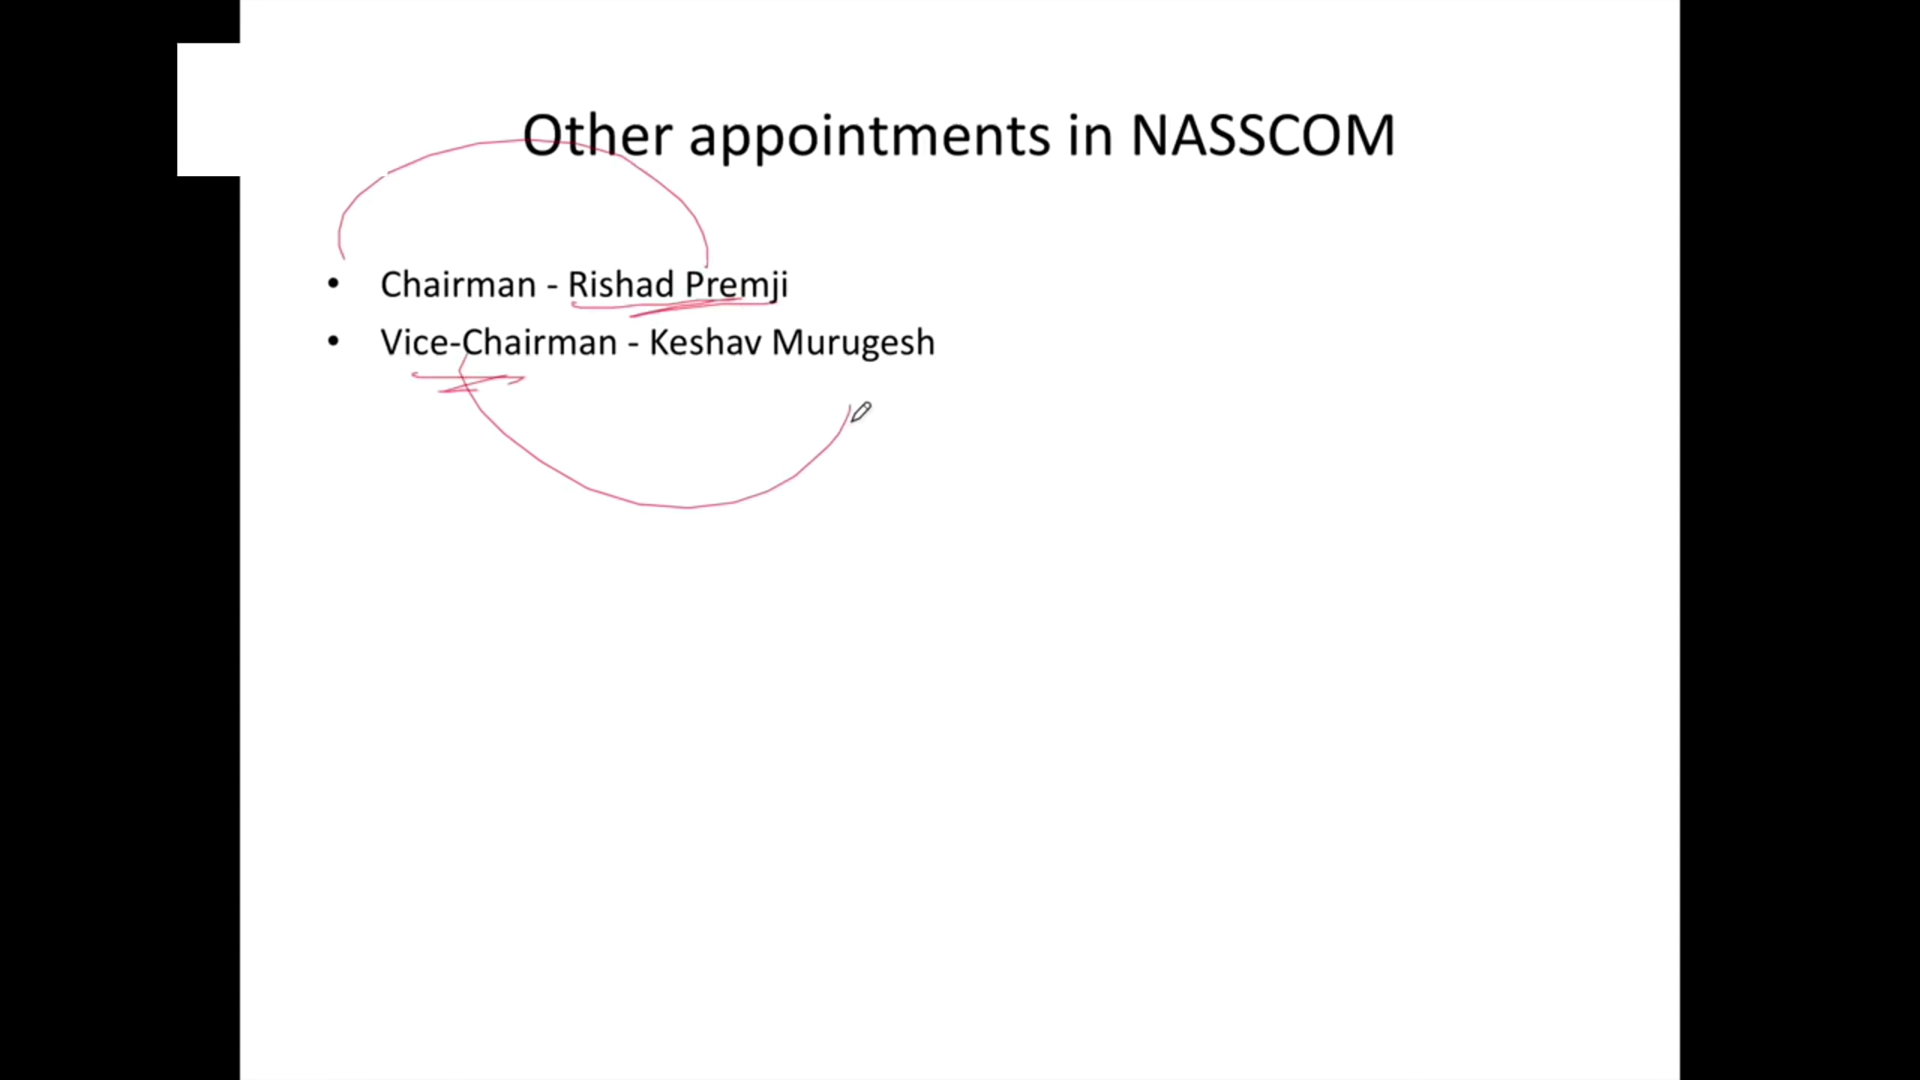 Other appointments in NASSCOM
• Chairman - Rishad Premji
• Vice-Chairman - Keshav Murugesh